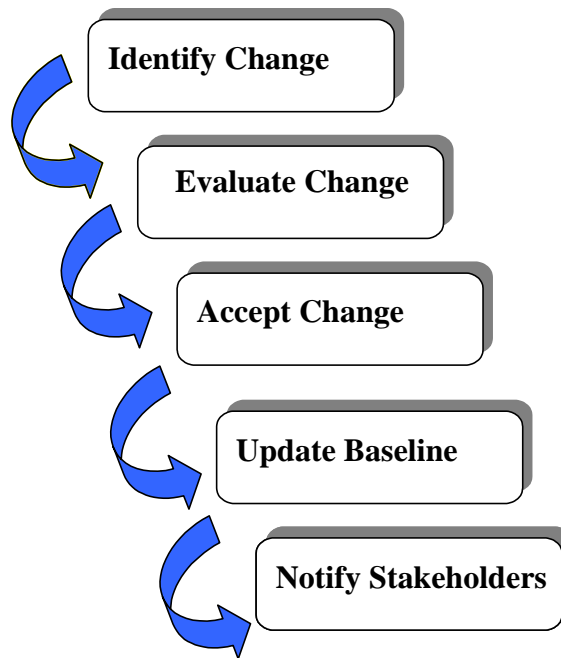 Identify Change
Evaluate Change
Accept Change
Update Baseline
Notify Stakeholders